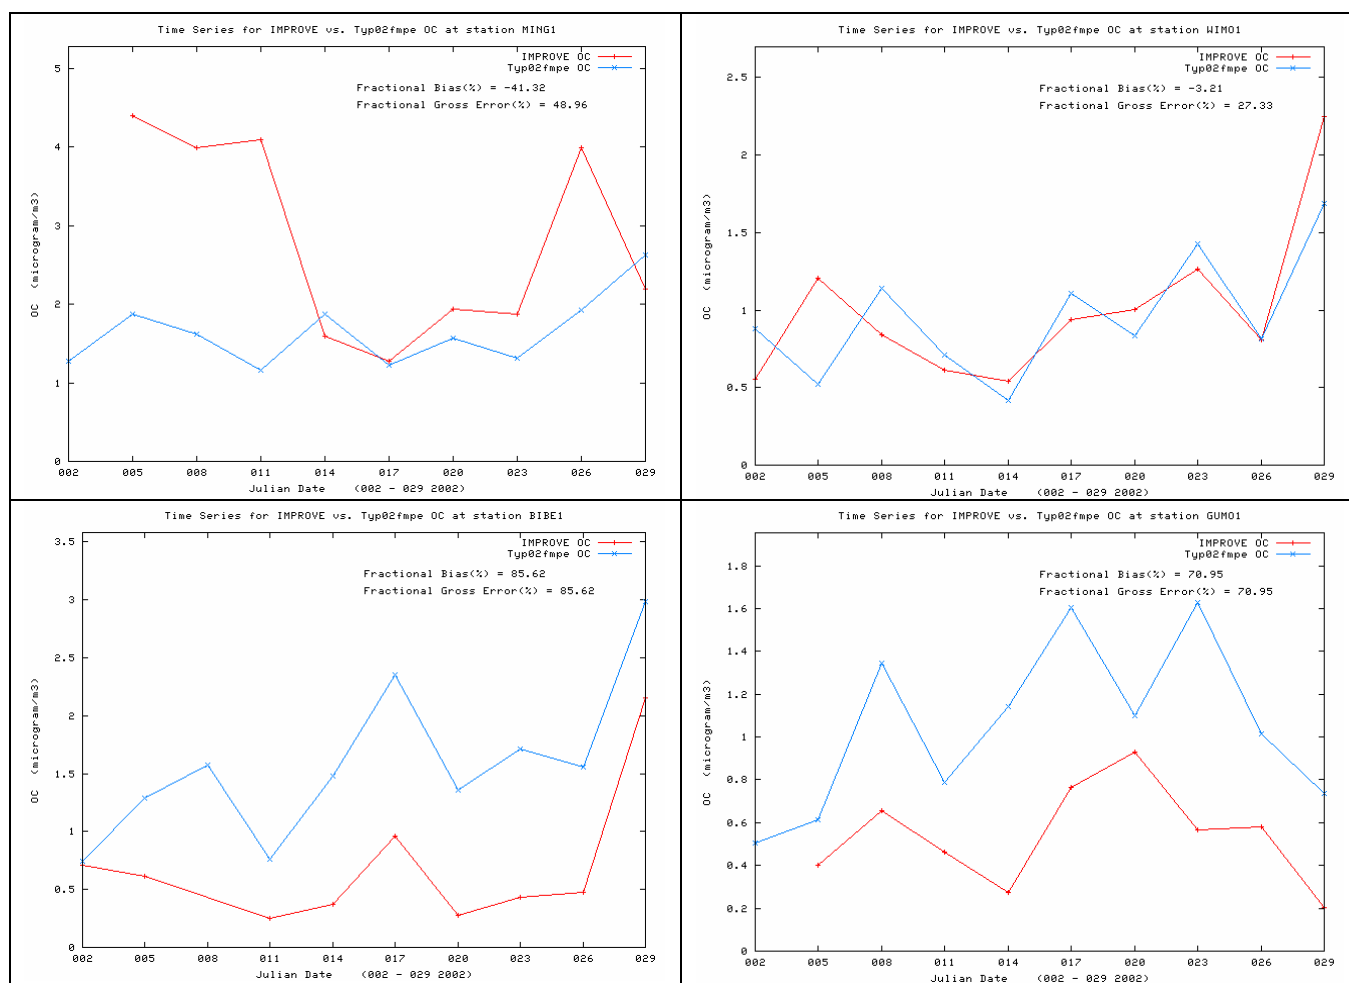 Time Series for IMPROVE vs. Typ02fmpe OC at station MING1
IMPROVE OC
Typ02fmpe OC
Fractional Bias(%) = -41.32
Fractional Gross Error(%) = 48.96
OC (microgram/m3)
5
4
3
2
1
0
002 005 008 011 014 017 020 023 026 029
Julian Date (002 - 029 2002)
Time Series for IMPROVE vs. Typ02fmpe OC at station WIMO1
IMPROVE OC
Typ02fmpe OC
Fractional Bias(%) = -3.21
Fractional Gross Error(%) = 27.33
OC (microgram/m3)
2.5
2
1.5
1
0.5
0
002 005 008 011 014 017 020 023 026 029
Julian Date (002 - 029 2002)
Time Series for IMPROVE vs. Typ02fmpe OC at station BIBE1
IMPROVE OC
Typ02fmpe OC
Fractional Bias(%) = 85.62
Fractional Gross Error(%) = 85.62
OC (microgram/m3)
3.5
3
2.5
2
1.5
1
0.5
0
002 005 008 011 014 017 020 023 026 029
Julian Date (002 - 029 2002)
Time Series for IMPROVE vs. Typ02fmpe OC at station GUMO1
IMPROVE OC
Typ02fmpe OC
Fractional Bias(%) = 70.95
Fractional Gross Error(%) = 70.95
OC (microgram/m3)
1.8
1.6
1.4
1.2
1
0.8
0.6
0.4
0.2
0
002 005 008 011 014 017 020 023 026 029
Julian Date (002 - 029 2002)